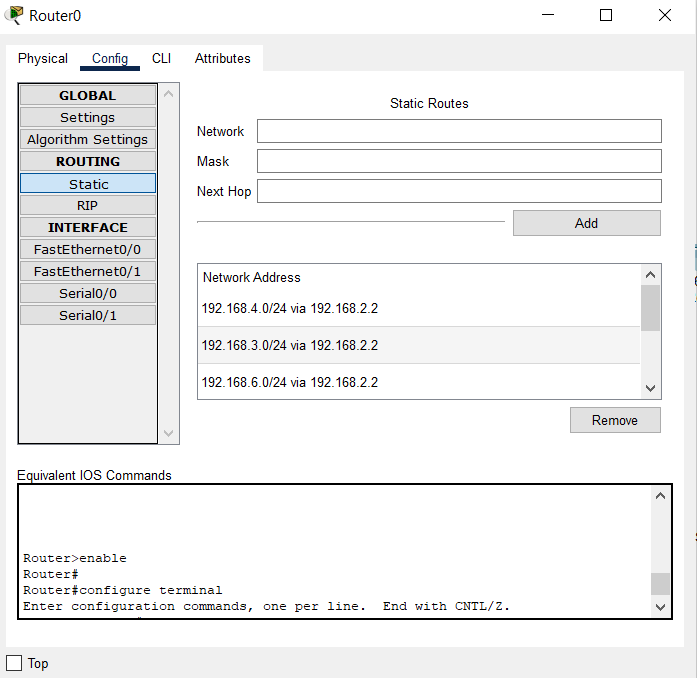 Router0
Physical Config CLI Attributes
GLOBAL
Settings
Algorithm Settings
ROUTING
Static
RIP
INTERFACE
FastEthernet0/0
FastEthernet0/1
Serial0/0
Serial0/1
Static Routes
Network
Mask
Next Hop
Add
Network Address
192.168.4.0/24 via 192.168.2.2
192.168.3.0/24 via 192.168.2.2
192.168.6.0/24 via 192.168.2.2
Remove
Equivalent IOS Commands
Router>enable
Router#
Router#configure terminal
Enter configuration commands, one per line.  End with CNTL/Z.
Top